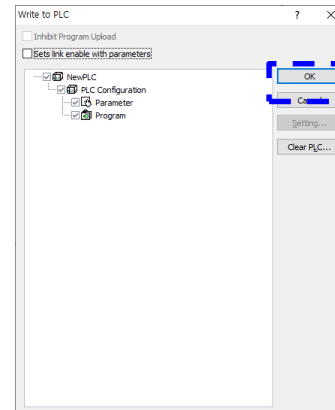 Write to PLC
Inhibit Program Upload
Sets link enable with parameters
NewPLC
PLC Configuration
Parameter
Program
OK
Setting...
Clear PLC...